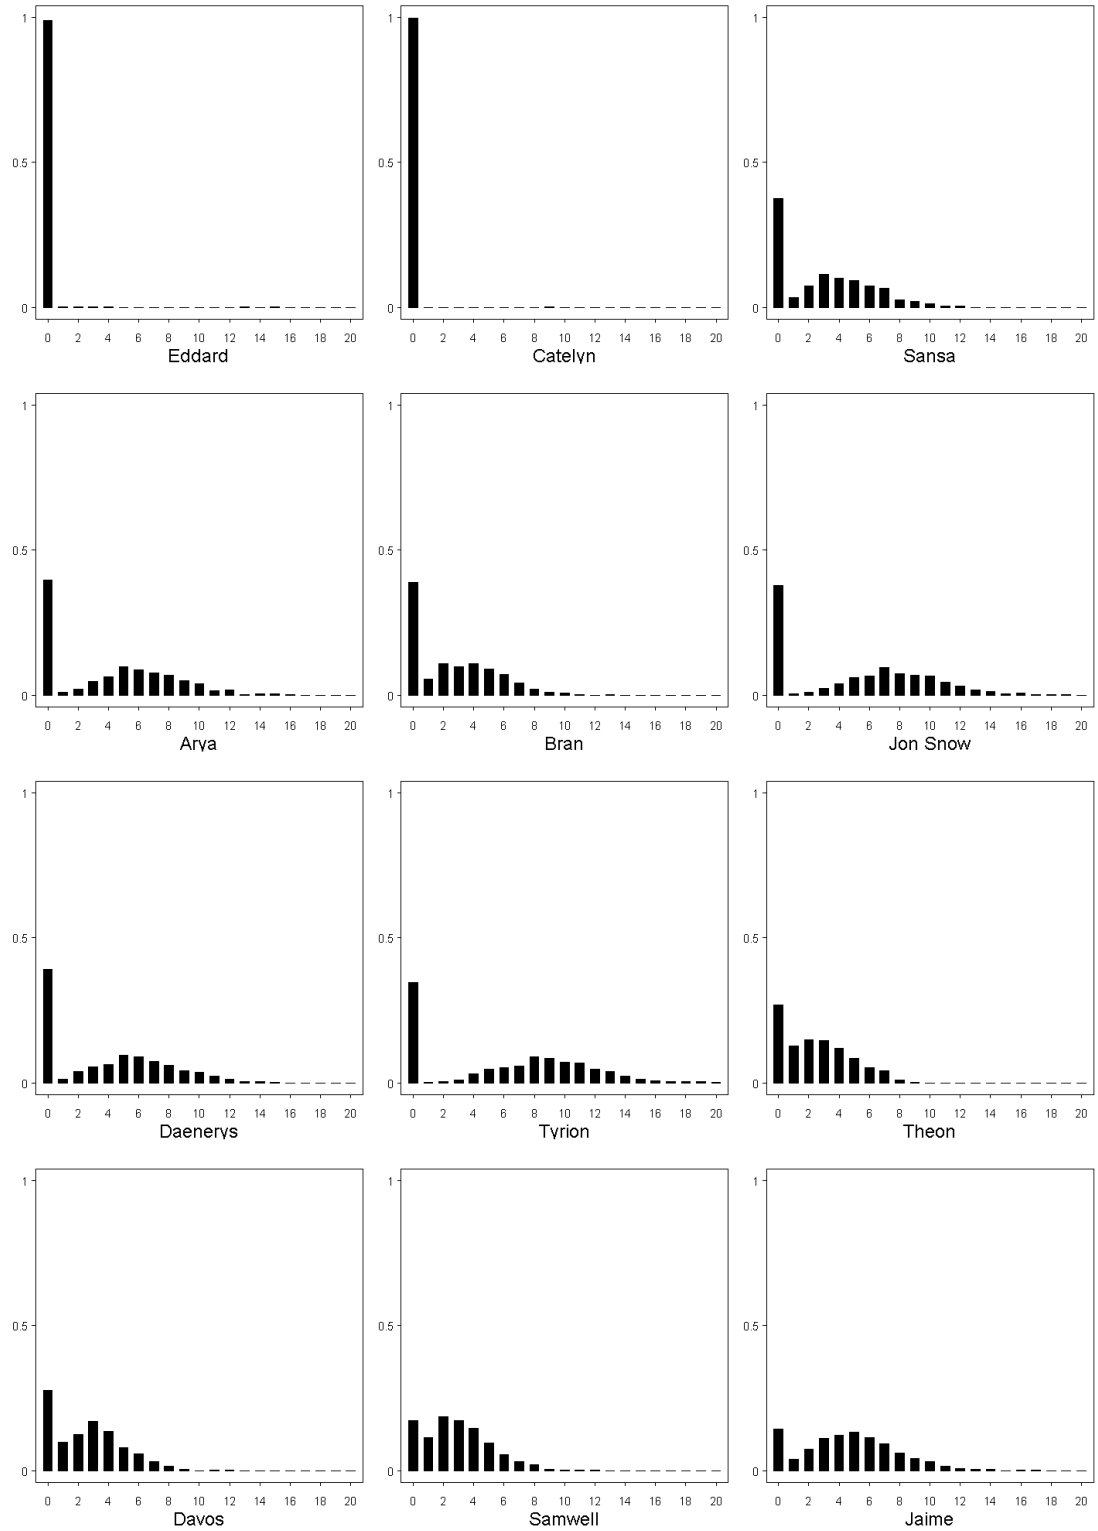 1 1 1
0.5 0.5 0.5
0 0 0
0 2 4 6 8 10 12 14 16 18 20 0 2 4 6 8 10 12 14 16 18 20 0 2 4 6 8 10 12 14 16 18 20
Eddard Catelyn Sansa
1 1 1
0.5 0.5 0.5
0 0 0
0 2 4 6 8 10 12 14 16 18 20 0 2 4 6 8 10 12 14 16 18 20 0 2 4 6 8 10 12 14 16 18 20
Arya Bran Jon Snow
1 1 1
0.5 0.5 0.5
0 0 0
0 2 4 6 8 10 12 14 16 18 20 0 2 4 6 8 10 12 14 16 18 20 0 2 4 6 8 10 12 14 16 18 20
Daenerys Tyrion Theon
1 1 1
0.5 0.5 0.5
0 0 0
0 2 4 6 8 10 12 14 16 18 20 0 2 4 6 8 10 12 14 16 18 20 0 2 4 6 8 10 12 14 16 18 20
Davos Samwell Jaime